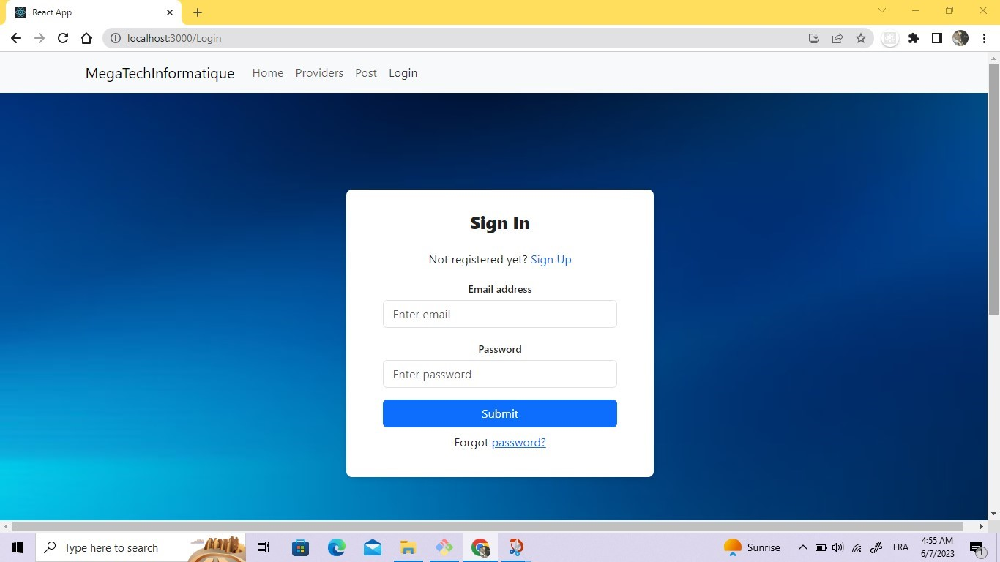 React App
localhost:3000/Login
MegaTechInformatique Home Providers Post Login
Sign In
Not registered yet? Sign Up
Email address
Enter email
Password
Enter password
Submit
Forgot password?
Type here to search
Sunrise
FRA
4:55 AM
6/7/2023
1